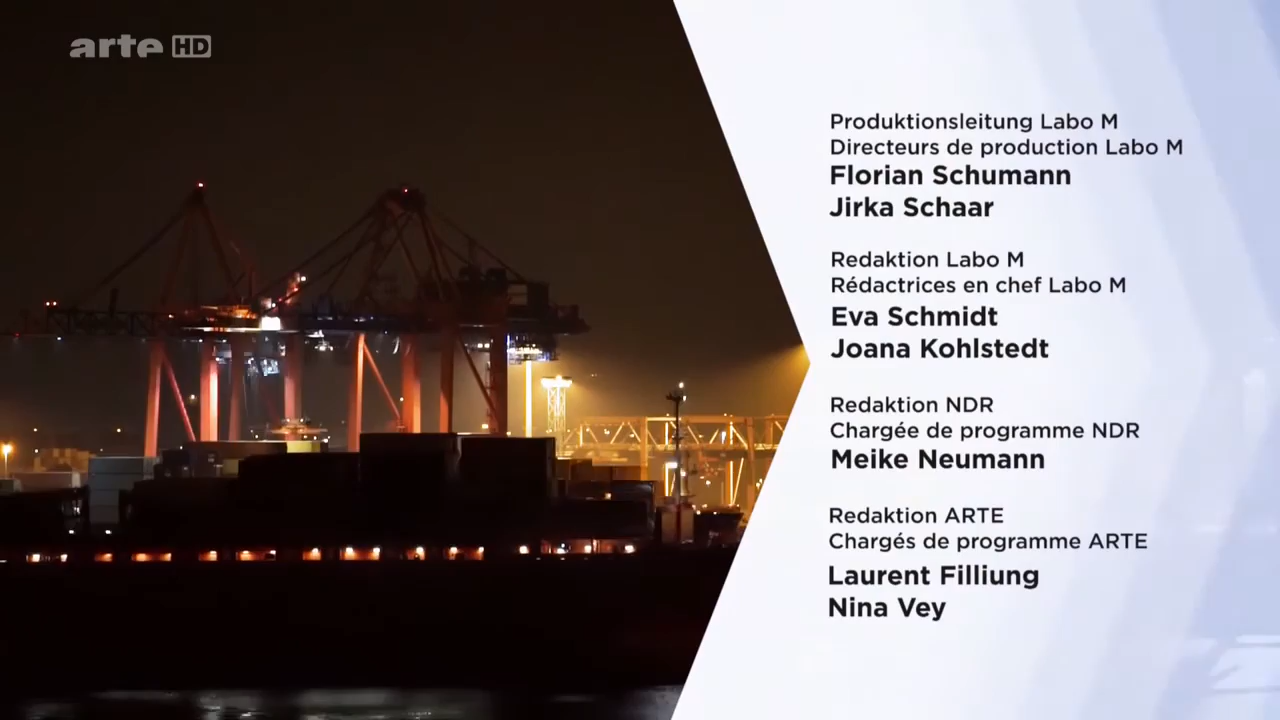 arte HD
Produktionsleitung Labo M
Directeurs de production Labo M
Florian Schumann
Jirka Schaar
Redaktion Labo M
Rédactrices en chef Labo M
Eva Schmidt
Joana Kohlstedt
Redaktion NDR
Chargée de programme NDR
Meike Neumann
Redaktion ARTE
Chargés de programme ARTE
Laurent Filliung
Nina Vey